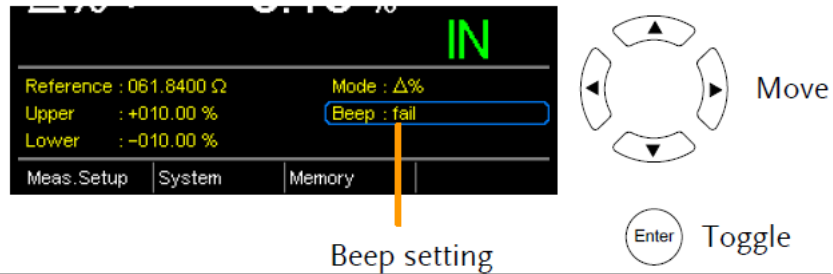 IN
Reference : 061.8400 Ω
Mode : Δ%
Upper : +010.00 %
Beep : fail
Lower : -010.00 %
Meas.Setup System Memory
Move
Enter Toggle
Beep setting